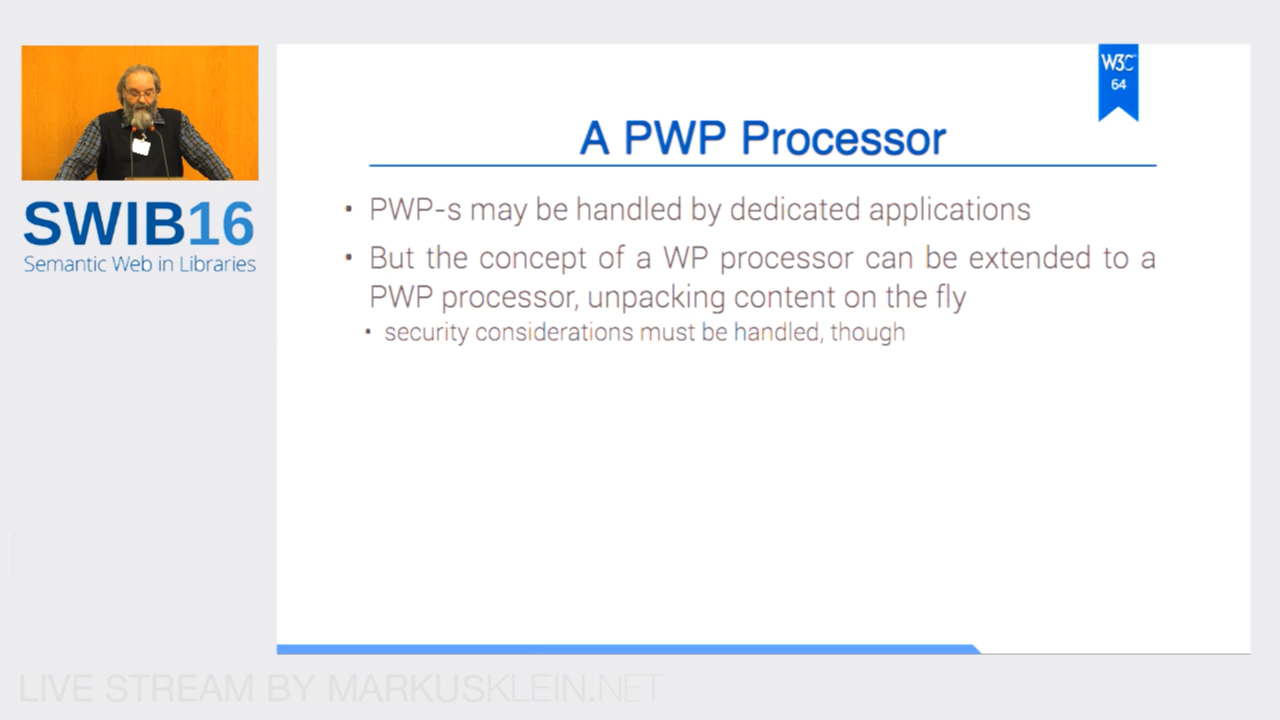 W3C
64
A PWP Processor
• PWP-s may be handled by dedicated applications
• But the concept of a WP processor can be extended to a
PWP processor, unpacking content on the fly
• security considerations must be handled, though
SWIB16
Semantic Web in Libraries
LIVE STREAM BY MARKUSKLEIN.NET